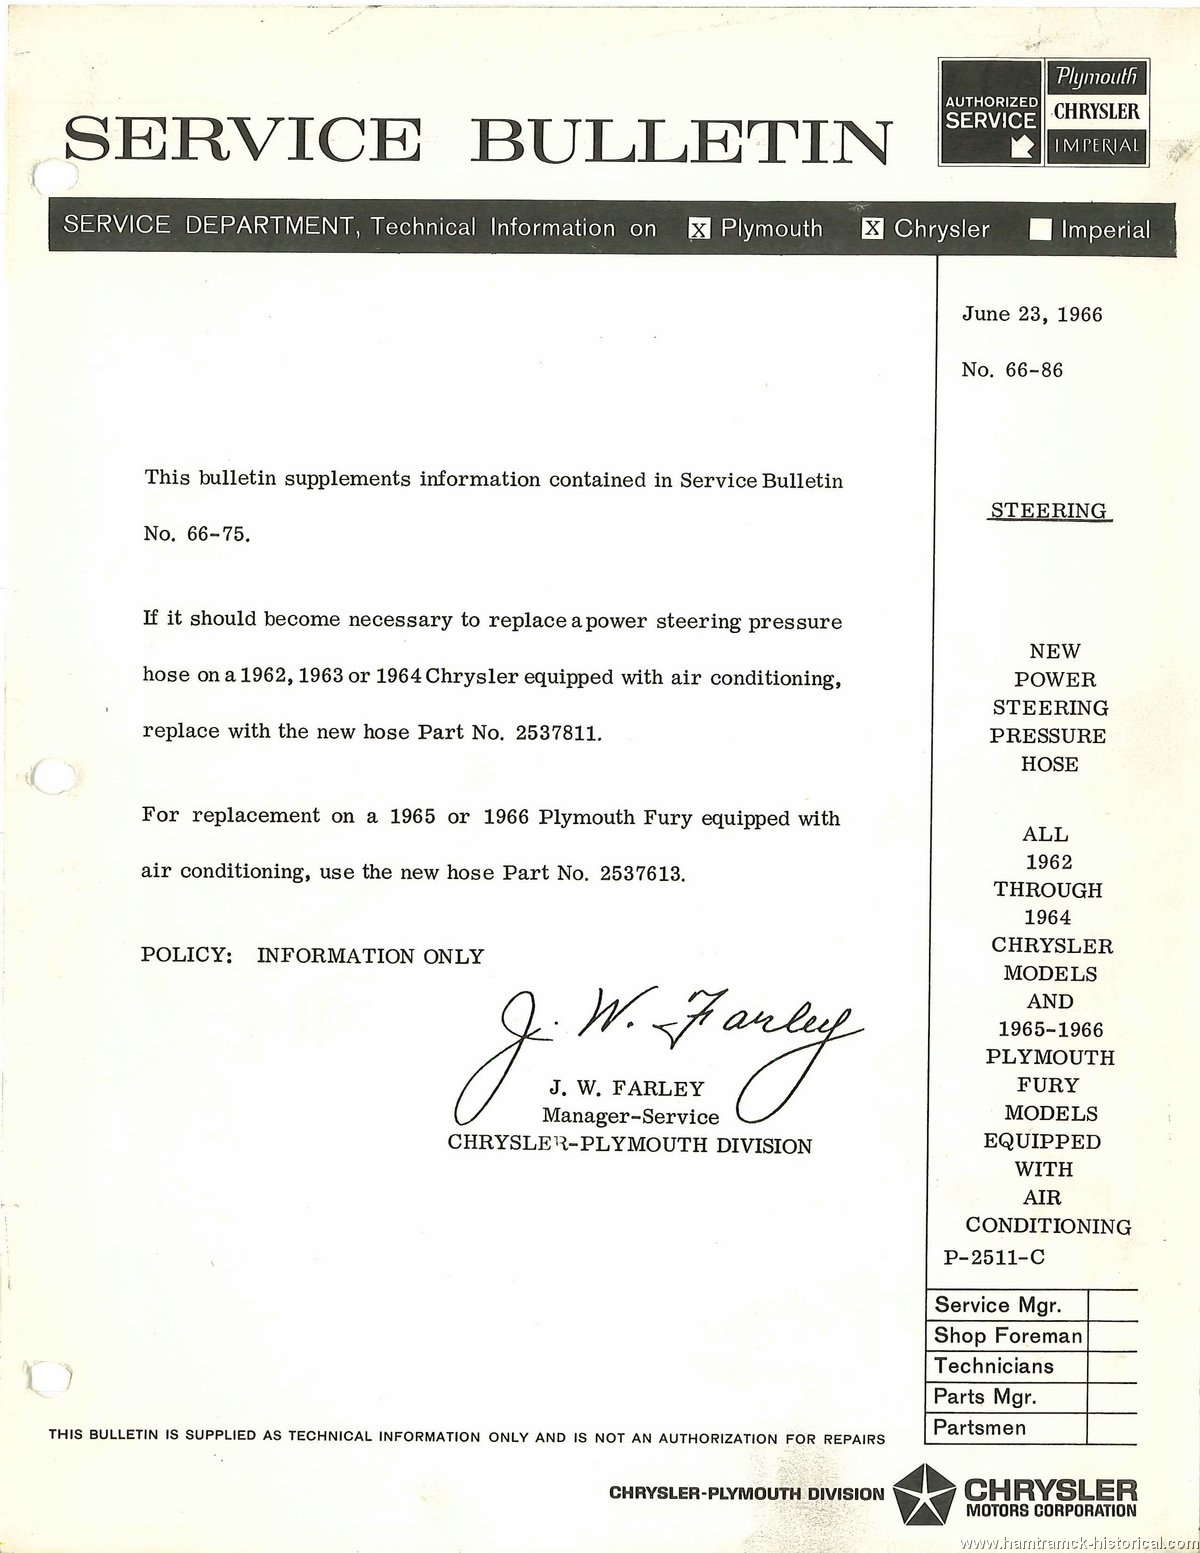 SERVICE BULLETIN
AUTHORIZED
SERVICE
Plymouth
CHRYSLER
IMPERIAL
SERVICE DEPARTMENT, Technical Information on X Plymouth X Chrysler Imperial
June 23, 1966
No. 66-86
STEERING
NEW
POWER
STEERING
PRESSURE
HOSE
ALL
1962
THROUGH
1964
CHRYSLER
MODELS
AND
1965-1966
PLYMOUTH
FURY
MODELS
EQUIPPED
WITH
AIR
CONDITIONING
P-2511-C
This bulletin supplements information contained in Service Bulletin
No. 66-75.
If it should become necessary to replace a power steering pressure
hose on a 1962, 1963 or 1964 Chrysler equipped with air conditioning,
replace with the new hose Part No. 2537811.
For replacement on a 1965 or 1966 Plymouth Fury equipped with
air conditioning, use the new hose Part No. 2537613.
POLICY: INFORMATION ONLY
J. W. Farley
J. W. FARLEY
Manager-Service
CHRYSLER-PLYMOUTH DIVISION
Service Mgr.
Shop Foreman
Technicians
Parts Mgr.
Partsmen
THIS BULLETIN IS SUPPLIED AS TECHNICAL INFORMATION ONLY AND IS NOT AN AUTHORIZATION FOR REPAIRS
CHRYSLER-PLYMOUTH DIVISION
CHRYSLER
MOTORS CORPORATION
www.hamtramck-historical.com